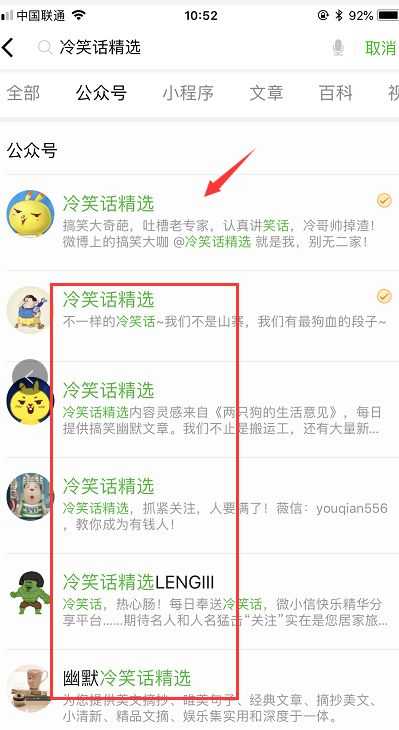 中国联通
10:52
92%
冷笑话精选
取消
全部
公众号
小程序
文章
百科
公众号
冷笑话精选
搞笑大奇葩，吐槽老专家，认真讲笑话，冷哥帅掉渣！
微博上的搞笑大咖 @冷笑话精选 就是我，别无二家！
冷笑话精选
不一样的冷笑话~我们不是山寨，我们有最狗血的段子~
冷笑话精选
冷笑话精选内容灵感来自《两只狗的生活意见》，每日
提供搞笑幽默文章。我们不止是搬运工，还有大量新...
冷笑话精选
冷笑话精选，抓紧关注，人要满了！薇信：youqian556
，教你成为有钱人！
冷笑话精选LENGIII
冷笑话，热心肠！每日奉送冷笑话，微小信快乐精华分
享平台......期待名人和人名猛击“关注”实在是您居家旅...
幽默冷笑话精选
为您提供美文摘抄、唯美句子、经典文章、摘抄美文、
小清新、精品文摘、娱乐集实用和深度于一体。